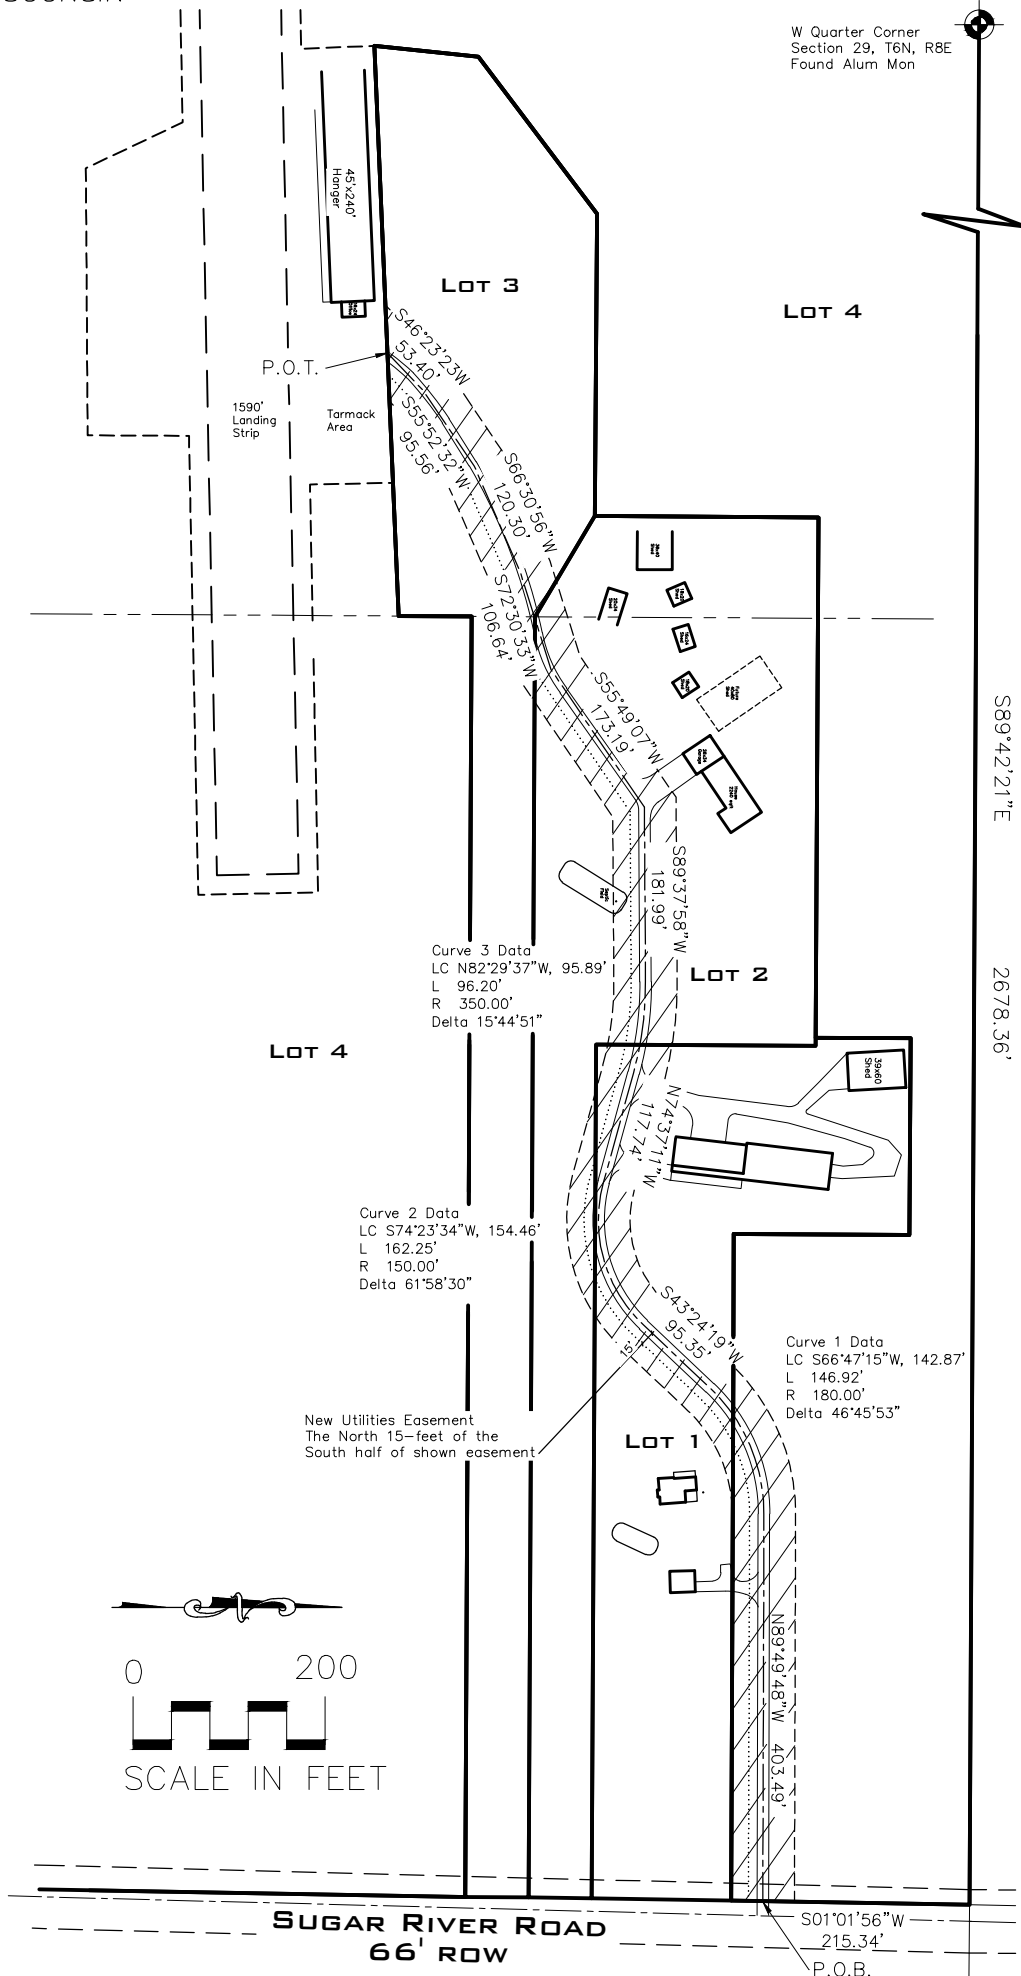 W Quarter Corner
Section 29, T6N, R8E
Found Alum Mon
45'x240'
Hanger
LOT 3
LOT 4
S46°23'23W
53.40'
P.O.T.
S55°52'32"W
95.56'
1590'
Landing
Strip
Tarmack
Area
S66°30'56"W
120.30'
S72°30'33"W
106.64'
S55°49'07"W
173.19'
S89°42'21"E
2678.36'
S89°37'58"W
181.99'
Curve 3 Data
LC N82°29'37"W, 95.89'
L 96.20'
R 350.00'
Delta 15°44'51"
LOT 2
LOT 4
39x60
Shed
N74°37'11"W
117.74'
Curve 2 Data
LC S74°23'34"W, 154.46'
L 162.25'
R 150.00'
Delta 61°58'30"
S43°24'19"W
95.35'
15'
Curve 1 Data
LC S66°47'15"W, 142.87'
L 146.92'
R 180.00'
Delta 46°45'53"
New Utilities Easement
The North 15-feet of the
South half of shown easement
LOT 1
N89°49'48"W 403.49'
0 200
SCALE IN FEET
SUGAR RIVER ROAD
66' ROW
S01°01'56"W
215.34'
P.O.B.